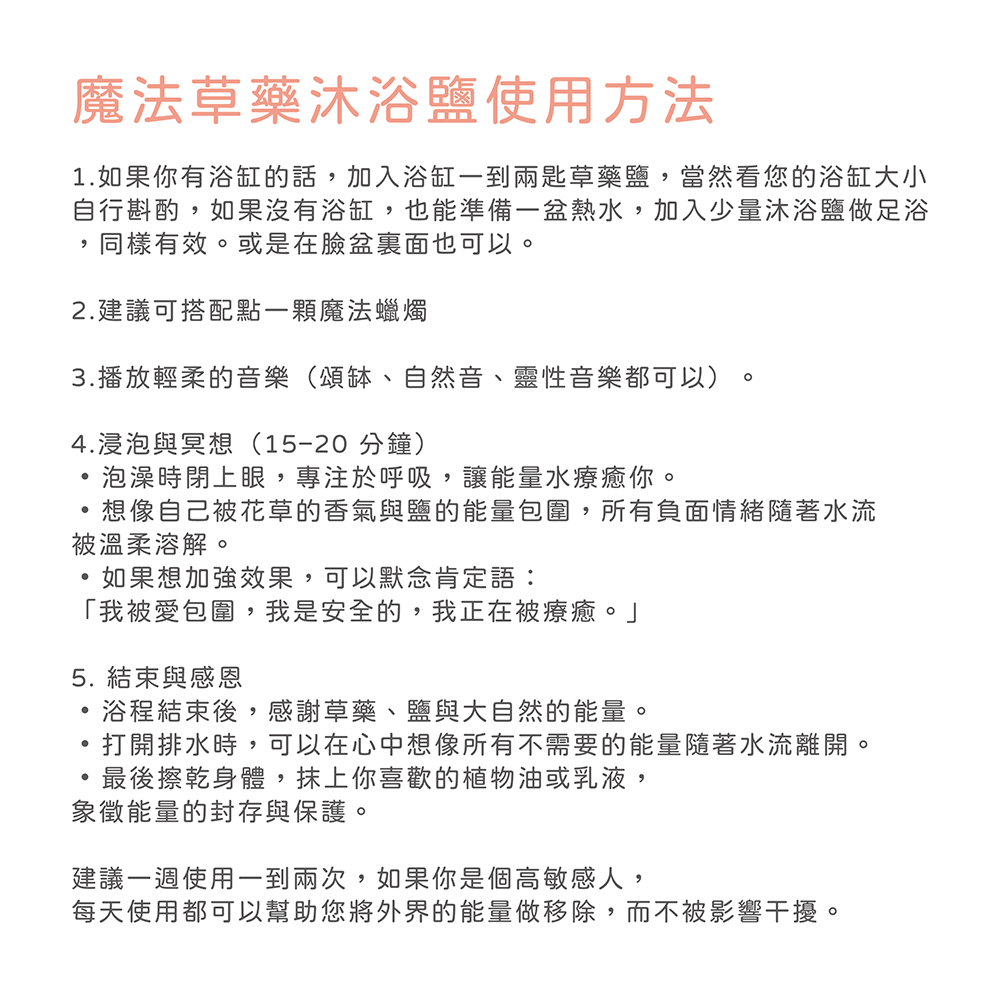 魔法草藥沐浴鹽使用方法
1.如果你有浴缸的話，加入浴缸一到兩匙草藥鹽，當然看您的浴缸大小
自行斟酌，如果沒有浴缸，也能準備一盆熱水，加入少量沐浴鹽做足浴
，同樣有效。或是在臉盆裏面也可以。
2.建議可搭配點一顆魔法蠟燭
3.播放輕柔的音樂（頌缽、自然音、靈性音樂都可以）。
4.浸泡與冥想（15–20 分鐘）
• 泡澡時閉上眼，專注於呼吸，讓能量水療癒你。
• 想像自己被花草的香氣與鹽的能量包圍，所有負面情緒隨著水流
被溫柔溶解。
• 如果想加強效果，可以默念肯定語：
「我被愛包圍，我是安全的，我正在被療癒。」
5. 結束與感恩
• 浴程結束後，感謝草藥、鹽與大自然的能量。
• 打開排水時，可以在心中想像所有不需要的能量隨著水流離開。
• 最後擦乾身體，抹上你喜歡的植物油或乳液，
象徵能量的封存與保護。
建議一週使用一到兩次，如果你是個高敏感人，
每天使用都可以幫助您將外界的能量做移除，而不被影響干擾。